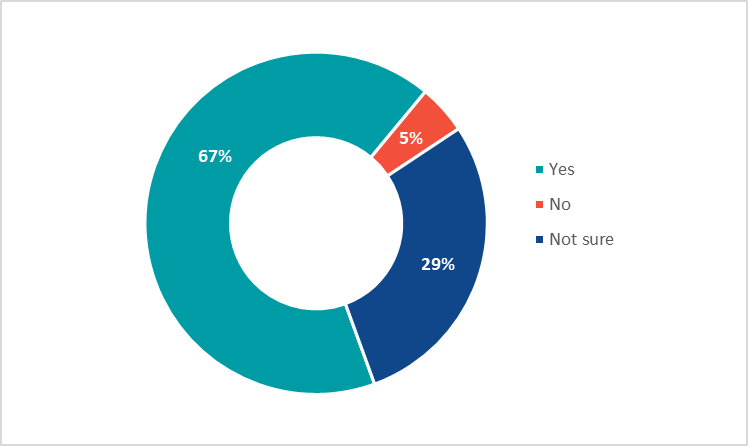 67%
5%
29%
Yes
No
Not sure